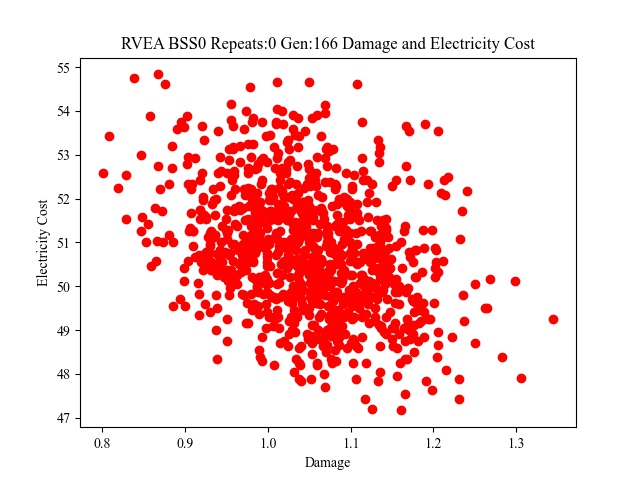 RVEA BSS0 Repeats:0 Gen:166 Damage and Electricity Cost
55
54
53
52
51
50
49
48
47
Electricity Cost
0.8 0.9 1.0 1.1 1.2 1.3
Damage